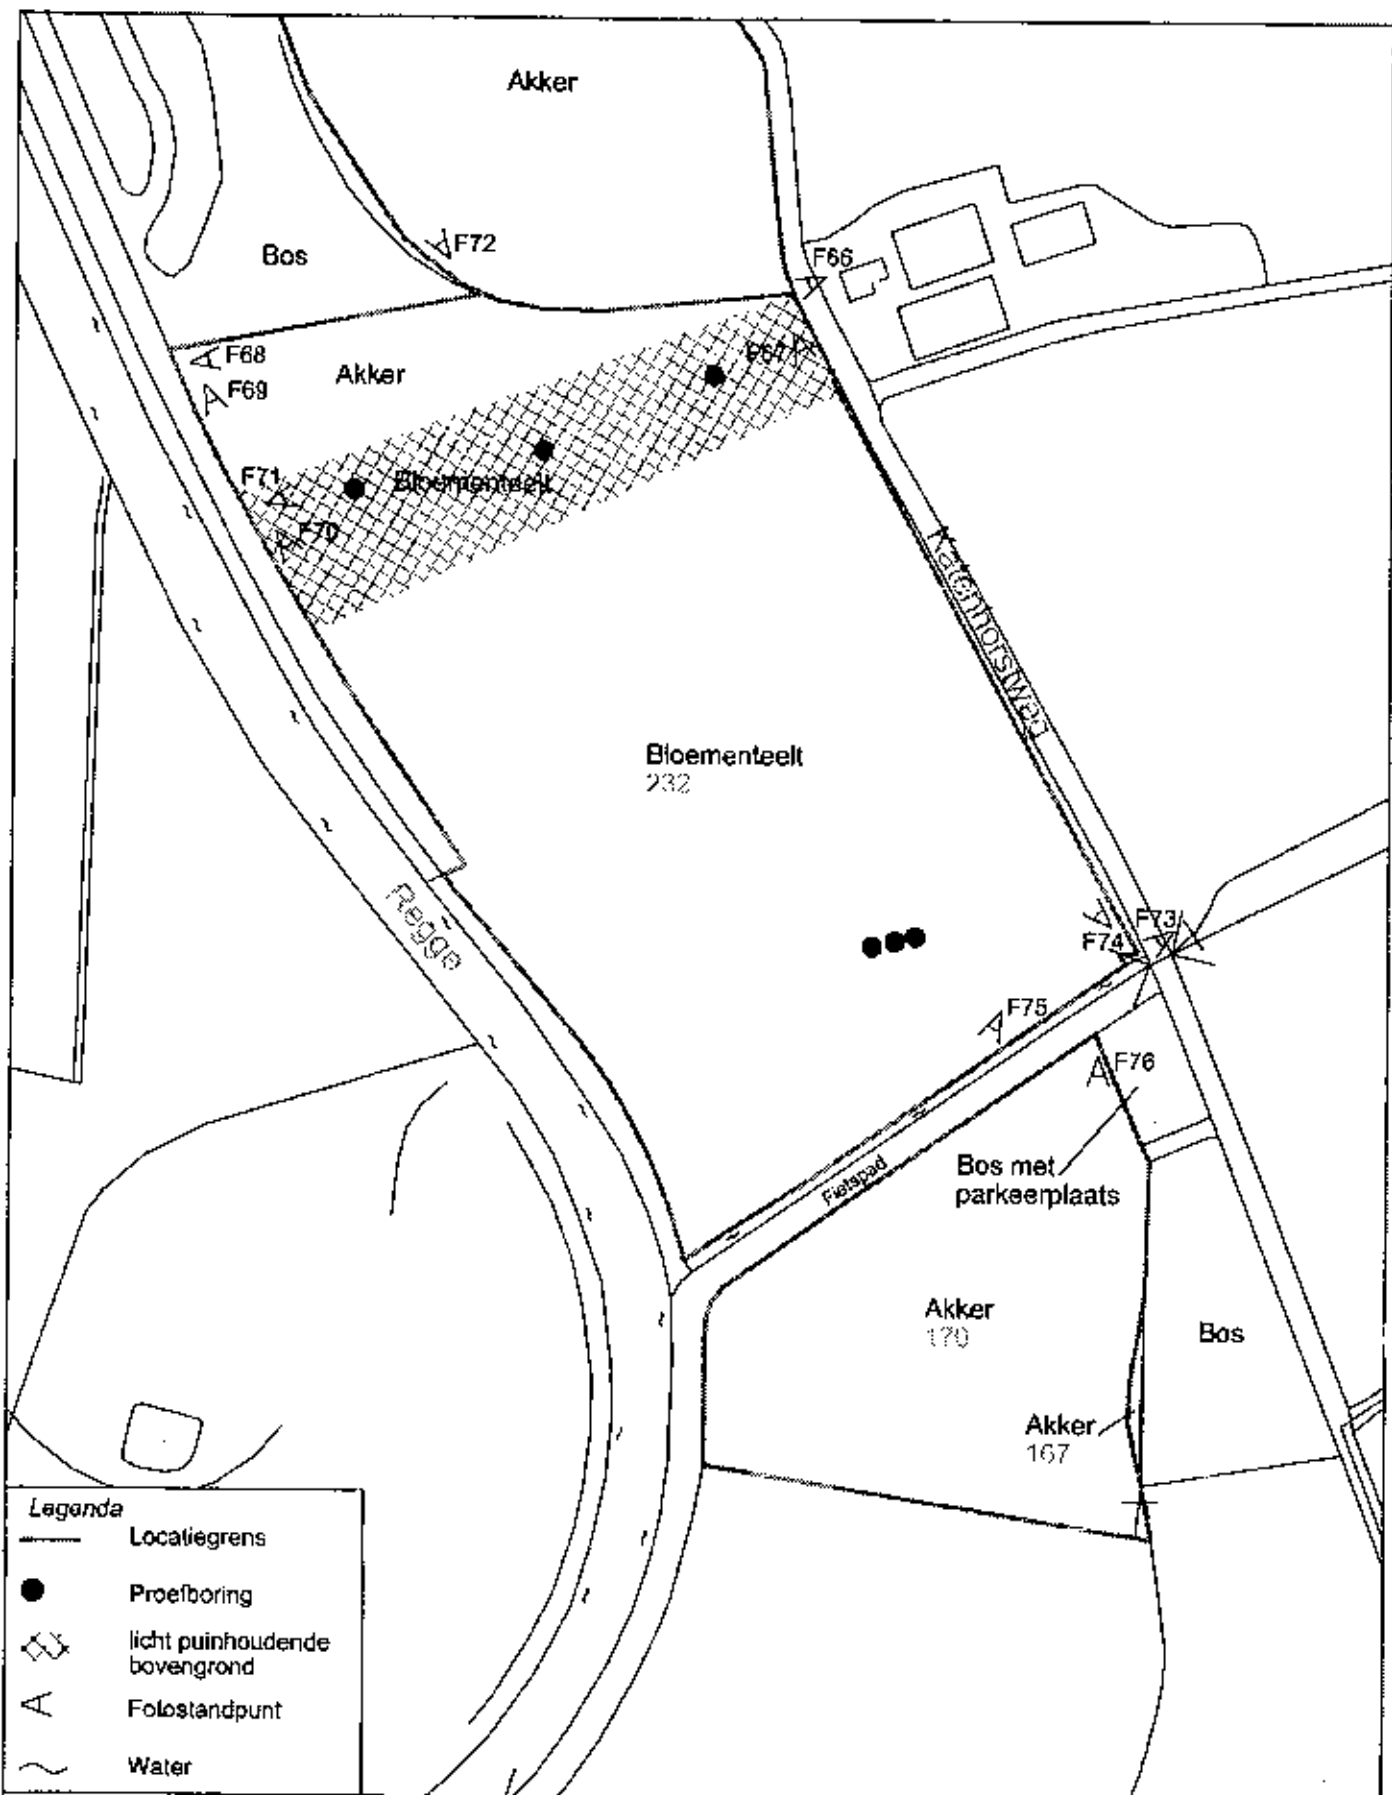 Akker
F72
Bos
F66
F68
Akker
F67
F69
F71
Bloementeelt
F70
Katenhorstweg
Bloementeelt
232
Regge
F73
F74
F75
F76
Bos met
parkeerplaats
Fietspad
Akker
170
Bos
Akker
167
Legenda
Locatiegrens
Proefboring
licht puinhoudende
bovengrond
Fotostandpunt
Water